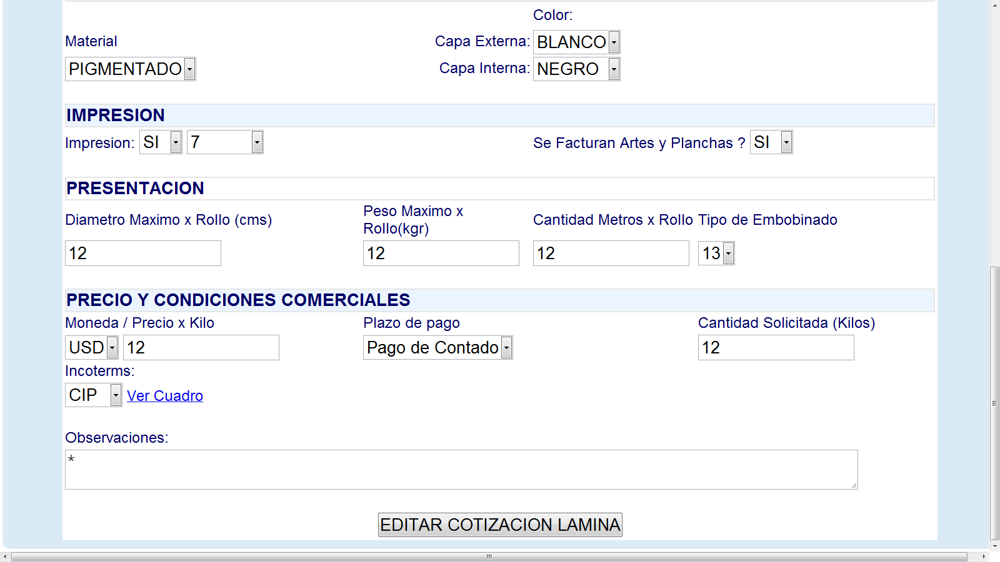 Color:
Material
Capa Externa: BLANCO
PIGMENTADO
Capa Interna: NEGRO
IMPRESION
Impresion: SI 7 Se Facturan Artes y Planchas ? SI
PRESENTACION
Diametro Maximo x Rollo (cms)
Peso Maximo x
Rollo(kgr)
Cantidad Metros x Rollo Tipo de Embobinado
12 12 12 13
PRECIO Y CONDICIONES COMERCIALES
Moneda / Precio x Kilo Plazo de pago Cantidad Solicitada (Kilos)
USD 12 Pago de Contado 12
Incoterms:
CIP Ver Cuadro
Observaciones:
*
EDITAR COTIZACION LAMINA